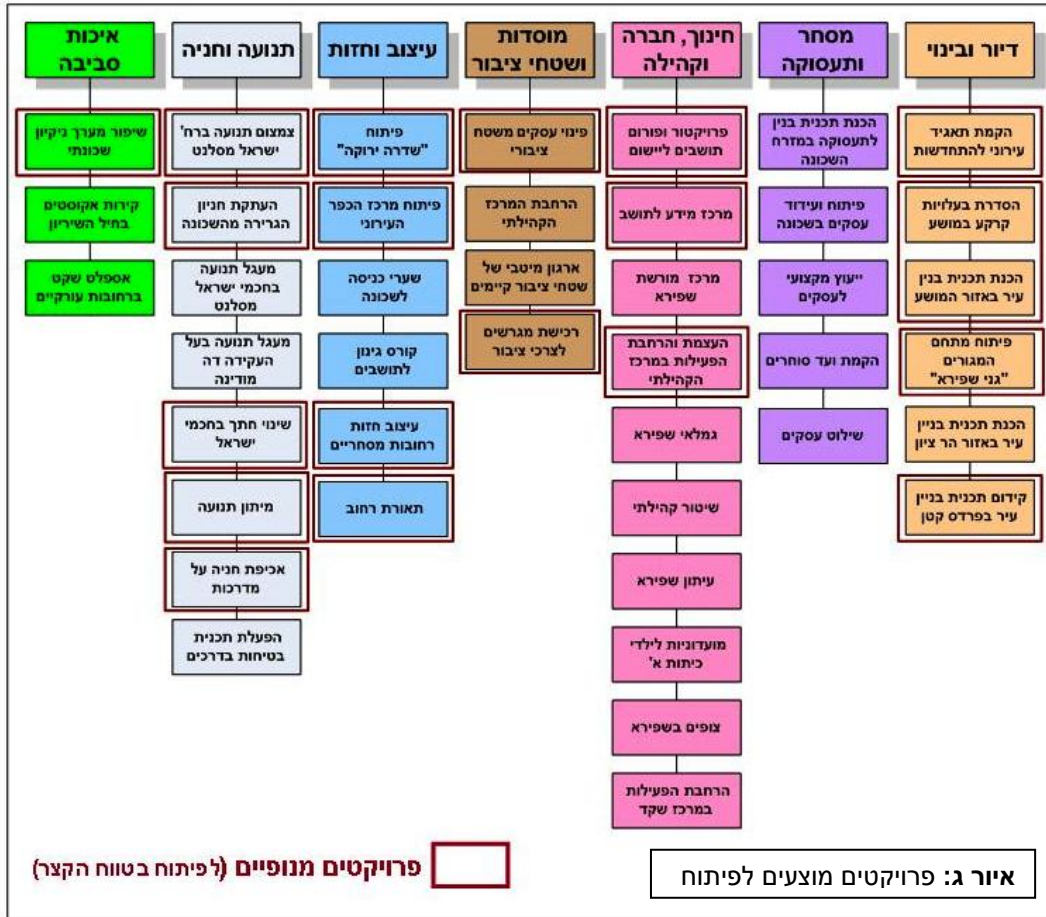 דיור ובינוי
הקמת תאגיד
עירוני להתחדשות
הסדרת בעלויות
קרקע במושע
הכנת תכנית בנין
עיר באזור המושע
פיתוח מתחם
המגורים
"גני שפירא"
הכנת תכנית בניין
עיר באזור הר ציון
קידום תכנית בניין
עיר בפרדס קטן
מסחר
ותעסוקה
הכנת תכנית בנין
לתעסוקה במזרח
השכונה
פיתוח ועידוד
עסקים בשכונה
ייעוץ מקצועי
לעסקים
הקמת ועד סוחרים
שילוט עסקים
חינוך, חברה
וקהילה
פרויקטור ופורום
תושבים ליישום
מרכז מידע לתושב
מרכז מורשת
שפירא
העצמת והרחבת
הפעילות במרכז
הקהילתי
גמלאי שפירא
שיטור קהילתי
עיתון שפירא
מועדוניות לילדי
כיתות א'
צופים בשפירא
הרחבת הפעילות
במרכז שקד
מוסדות
ושטחי ציבור
פינוי עסקים משטח
ציבורי
הרחבת המרכז
הקהילתי
ארגון מיטבי של
שטחי ציבור קיימים
רכישת מגרשים
לצרכי ציבור
עיצוב וחזות
פיתוח
"שדרה ירוקה"
פיתוח מרכז הכפר
העירוני
שערי כניסה
לשכונה
קורס גינון
לתושבים
עיצוב חזות
רחובות מסחריים
תאורת רחוב
תנועה וחניה
צמצום תנועה ברח'
ישראל מסלנט
העתקת חניון
הגרירה מהשכונה
מעגל תנועה
בחכמי ישראל
מסלנט
מעגל תנועה בעל
העקידה דה
מודינה
שינוי חתך בחכמי
ישראל
מיתון תנועה
אכיפת חניה על
מדרכות
הפעלת תכנית
בטיחות בדרכים
איכות
סביבה
שיפור מערך ניקיון
שכונתי
קירות אקוסטים
בחיל השיריון
אספלט שקט
ברחובות עורקיים
פרויקטים מנופיים (לפיתוח בטווח הקצר)
איור ג: פרויקטים מוצעים לפיתוח